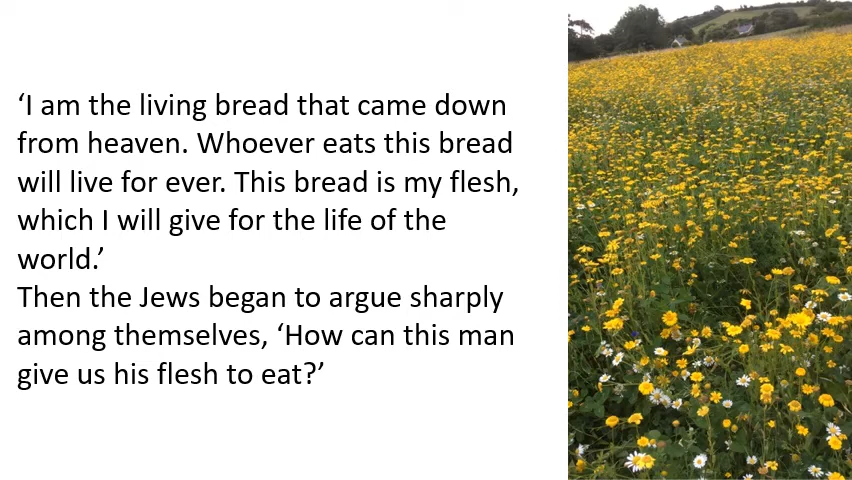 ‘I am the living bread that came down
from heaven. Whoever eats this bread
will live for ever. This bread is my flesh,
which I will give for the life of the
world.’
Then the Jews began to argue sharply
among themselves, ‘How can this man
give us his flesh to eat?’